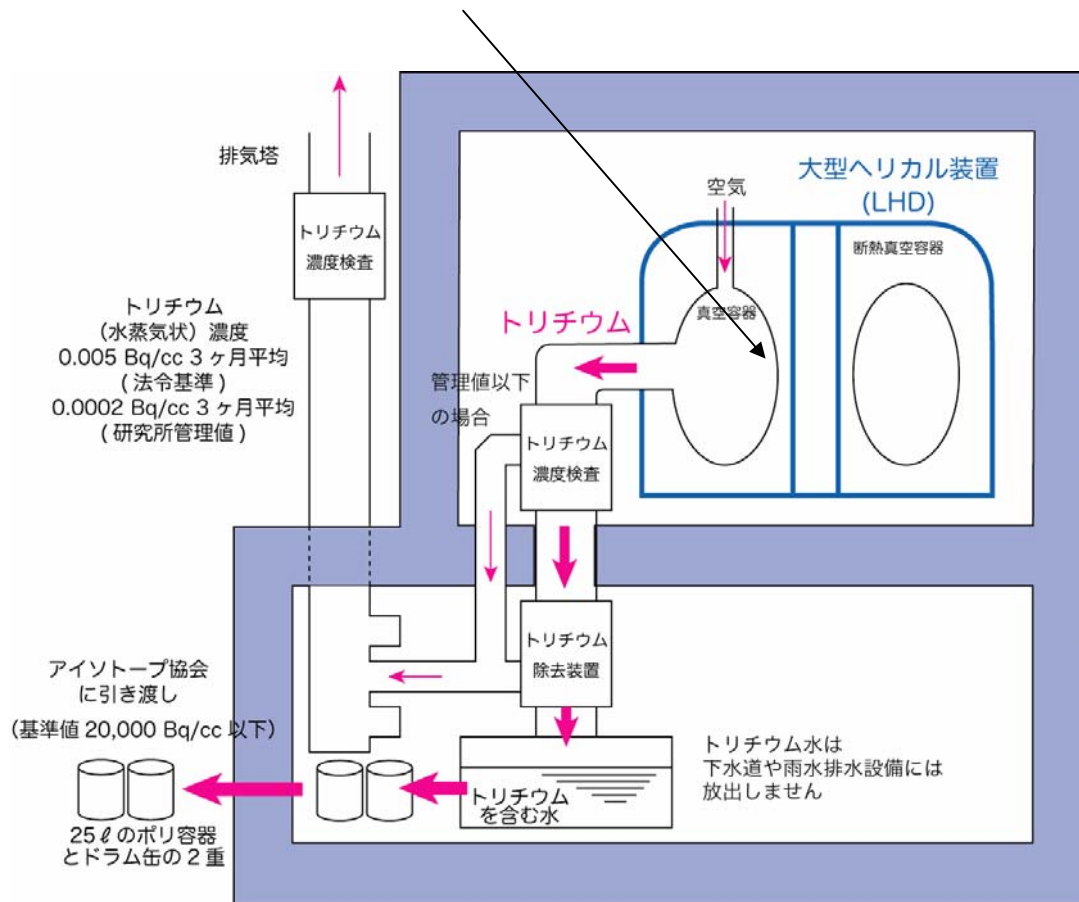 排気塔
トリチウム
濃度検査
トリチウム
（水蒸気状）濃度
0.005 Bq/cc 3 ヶ月平均
( 法令基準 )
0.0002 Bq/cc 3 ヶ月平均
( 研究所管理値 )
大型ヘリカル装置
(LHD)
空気
断熱真空容器
真空容器
トリチウム
管理値以下
の場合
トリチウム
濃度検査
トリチウム
除去装置
アイソトープ協会
に引き渡し
（基準値 20,000 Bq/cc 以下）
トリチウム
を含む水
トリチウム水は
下水道や雨水排水設備には
放出しません
25 ℓ のポリ容器
とドラム缶の 2 重